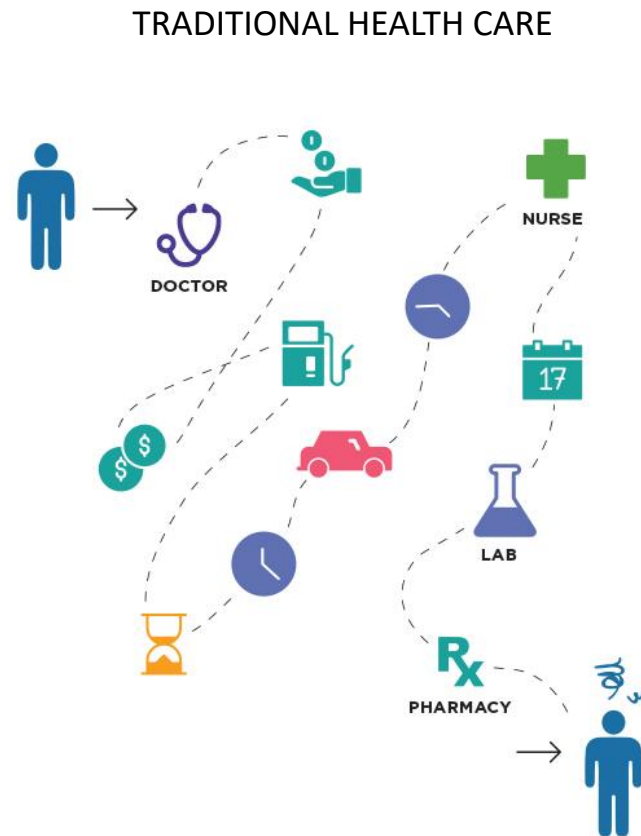 TRADITIONAL HEALTH CARE
NURSE
DOCTOR
17
$
$
LAB
Rx
PHARMACY